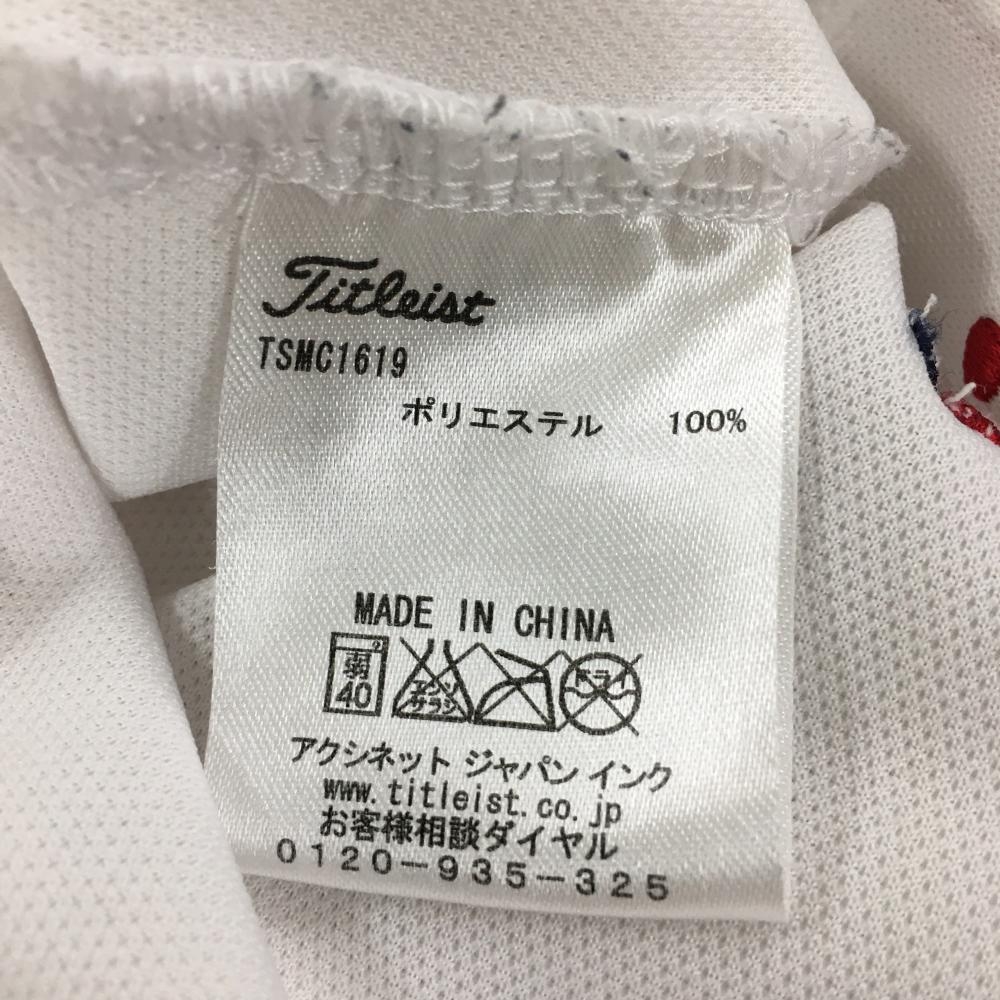 Titleist
TSMC1619
ポリエステル 100%
MADE IN CHINA
弱
40
エンソ
サラシ
ドライ
アクシネット ジャパン インク
www.titleist.co.jp
お客様相談ダイヤル
0120-935-325